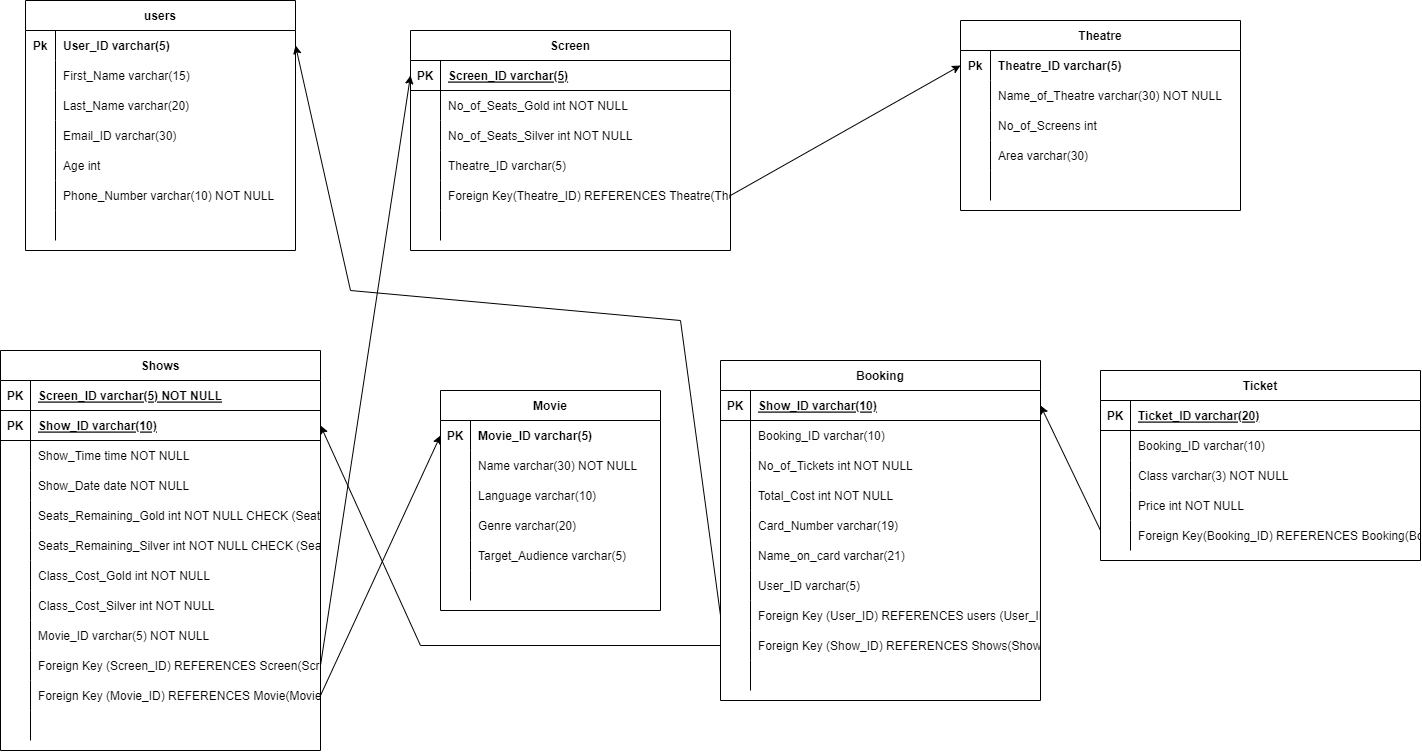 users
Pk User_ID varchar(5)
First_Name varchar(15)
Last_Name varchar(20)
Email_ID varchar(30)
Age int
Phone_Number varchar(10) NOT NULL
Screen
PK Screen_ID varchar(5)
No_of_Seats_Gold int NOT NULL
No_of_Seats_Silver int NOT NULL
Theatre_ID varchar(5)
Foreign Key(Theatre_ID) REFERENCES Theatre(Th
Theatre
Pk Theatre_ID varchar(5)
Name_of_Theatre varchar(30) NOT NULL
No_of_Screens int
Area varchar(30)
Shows
PK Screen_ID varchar(5) NOT NULL
PK Show_ID varchar(10)
Show_Time time NOT NULL
Show_Date date NOT NULL
Seats_Remaining_Gold int NOT NULL CHECK (Seat
Seats_Remaining_Silver int NOT NULL CHECK (Sea
Class_Cost_Gold int NOT NULL
Class_Cost_Silver int NOT NULL
Movie_ID varchar(5) NOT NULL
Foreign Key (Screen_ID) REFERENCES Screen(Scr
Foreign Key (Movie_ID) REFERENCES Movie(Movie
Movie
PK Movie_ID varchar(5)
Name varchar(30) NOT NULL
Language varchar(10)
Genre varchar(20)
Target_Audience varchar(5)
Booking
PK Show_ID varchar(10)
Booking_ID varchar(10)
No_of_Tickets int NOT NULL
Total_Cost int NOT NULL
Card_Number varchar(19)
Name_on_card varchar(21)
User_ID varchar(5)
Foreign Key (User_ID) REFERENCES users (User_I
Foreign Key (Show_ID) REFERENCES Shows(Show
Ticket
PK Ticket_ID varchar(20)
Booking_ID varchar(10)
Class varchar(3) NOT NULL
Price int NOT NULL
Foreign Key(Booking_ID) REFERENCES Booking(Bo